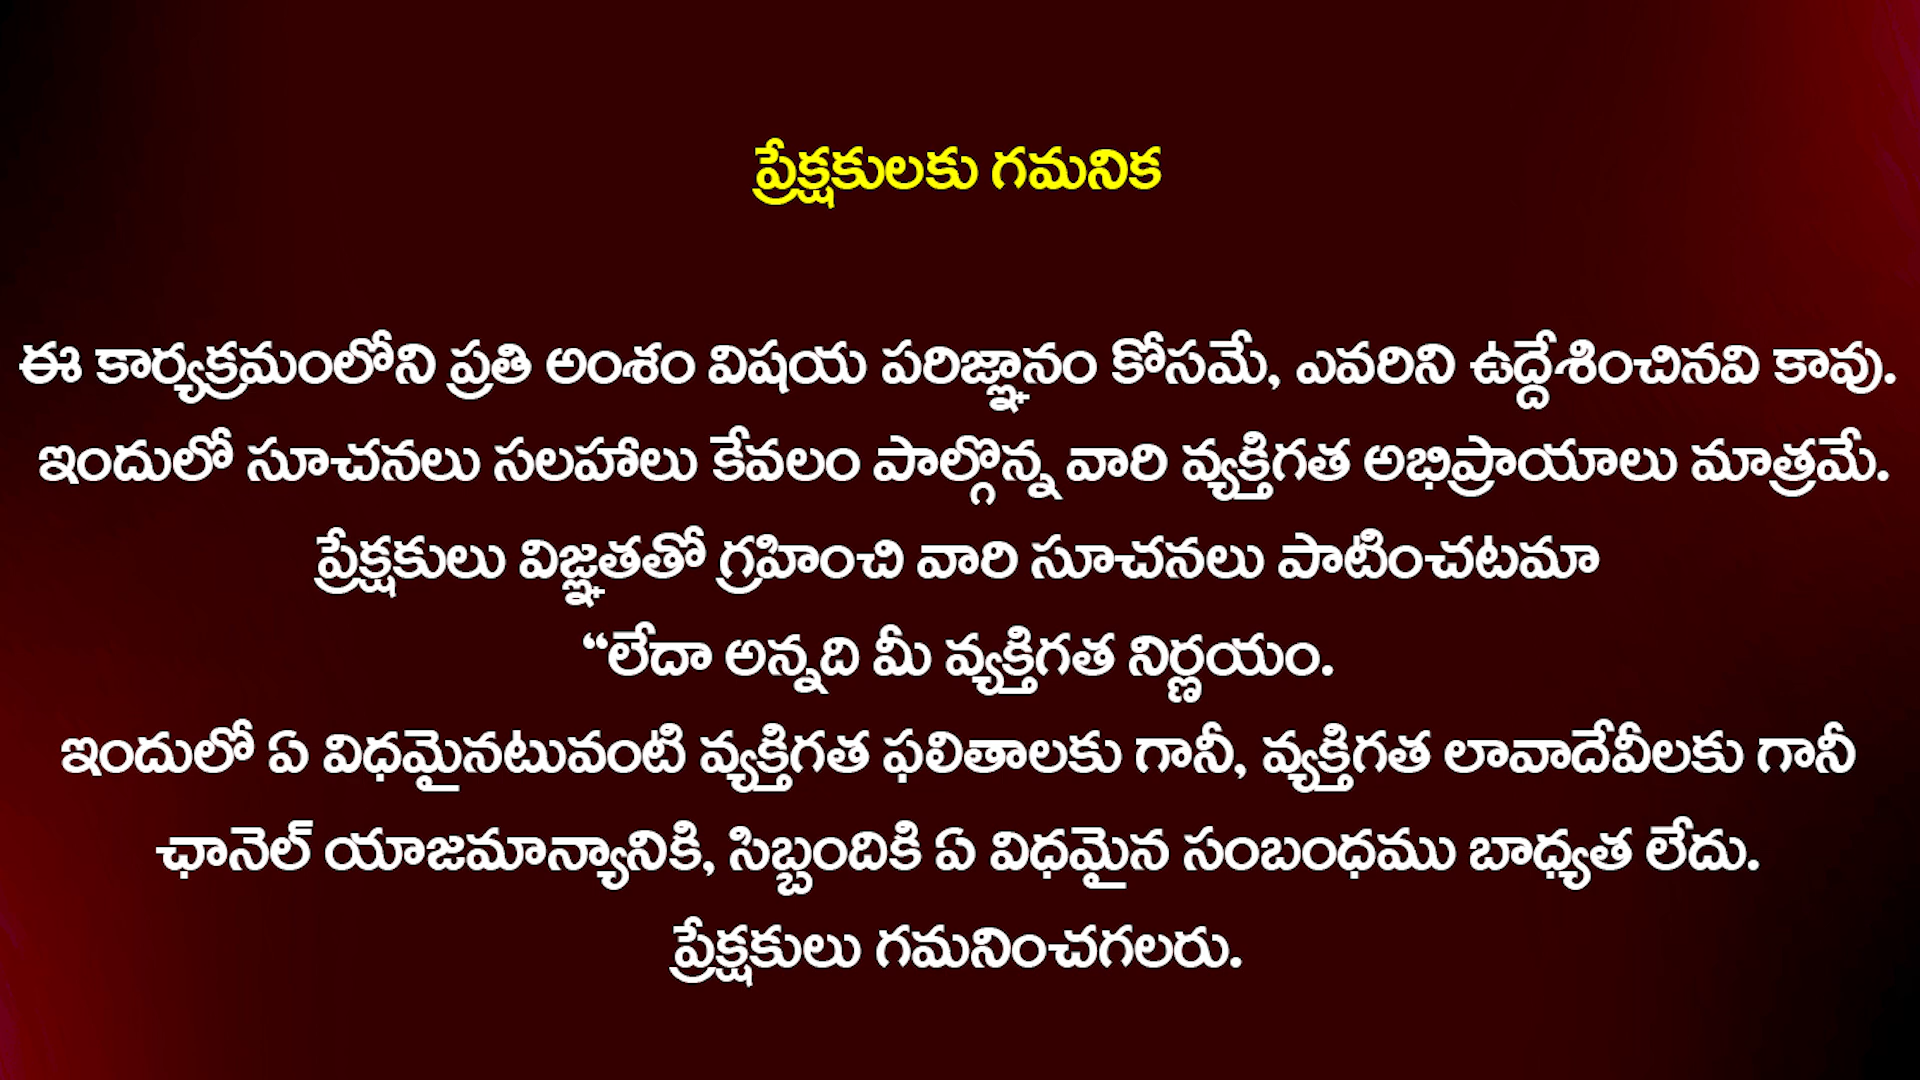 ప్రేక్షకులకు గమనిక
ఈ కార్యక్రమంలోని ప్రతి అంశం విషయ పరిజ్ఞానం కోసమే, ఎవరిని ఉద్దేశించినవి కావు.
ఇందులో సూచనలు సలహాలు కేవలం పాల్గొన్న వారి వ్యక్తిగత అభిప్రాయాలు మాత్రమే.
ప్రేక్షకులు విజ్ఞతతో గ్రహించి వారి సూచనలు పాటించటమా
“లేదా అన్నది మీ వ్యక్తిగత నిర్ణయం.
ఇందులో ఏ విధమైనటువంటి వ్యక్తిగత ఫలితాలకు గానీ, వ్యక్తిగత లావాదేవీలకు గానీ
ఛానెల్ యాజమాన్యానికి, సిబ్బందికి ఏ విధమైన సంబంధము బాధ్యత లేదు.
ప్రేక్షకులు గమనించగలరు.